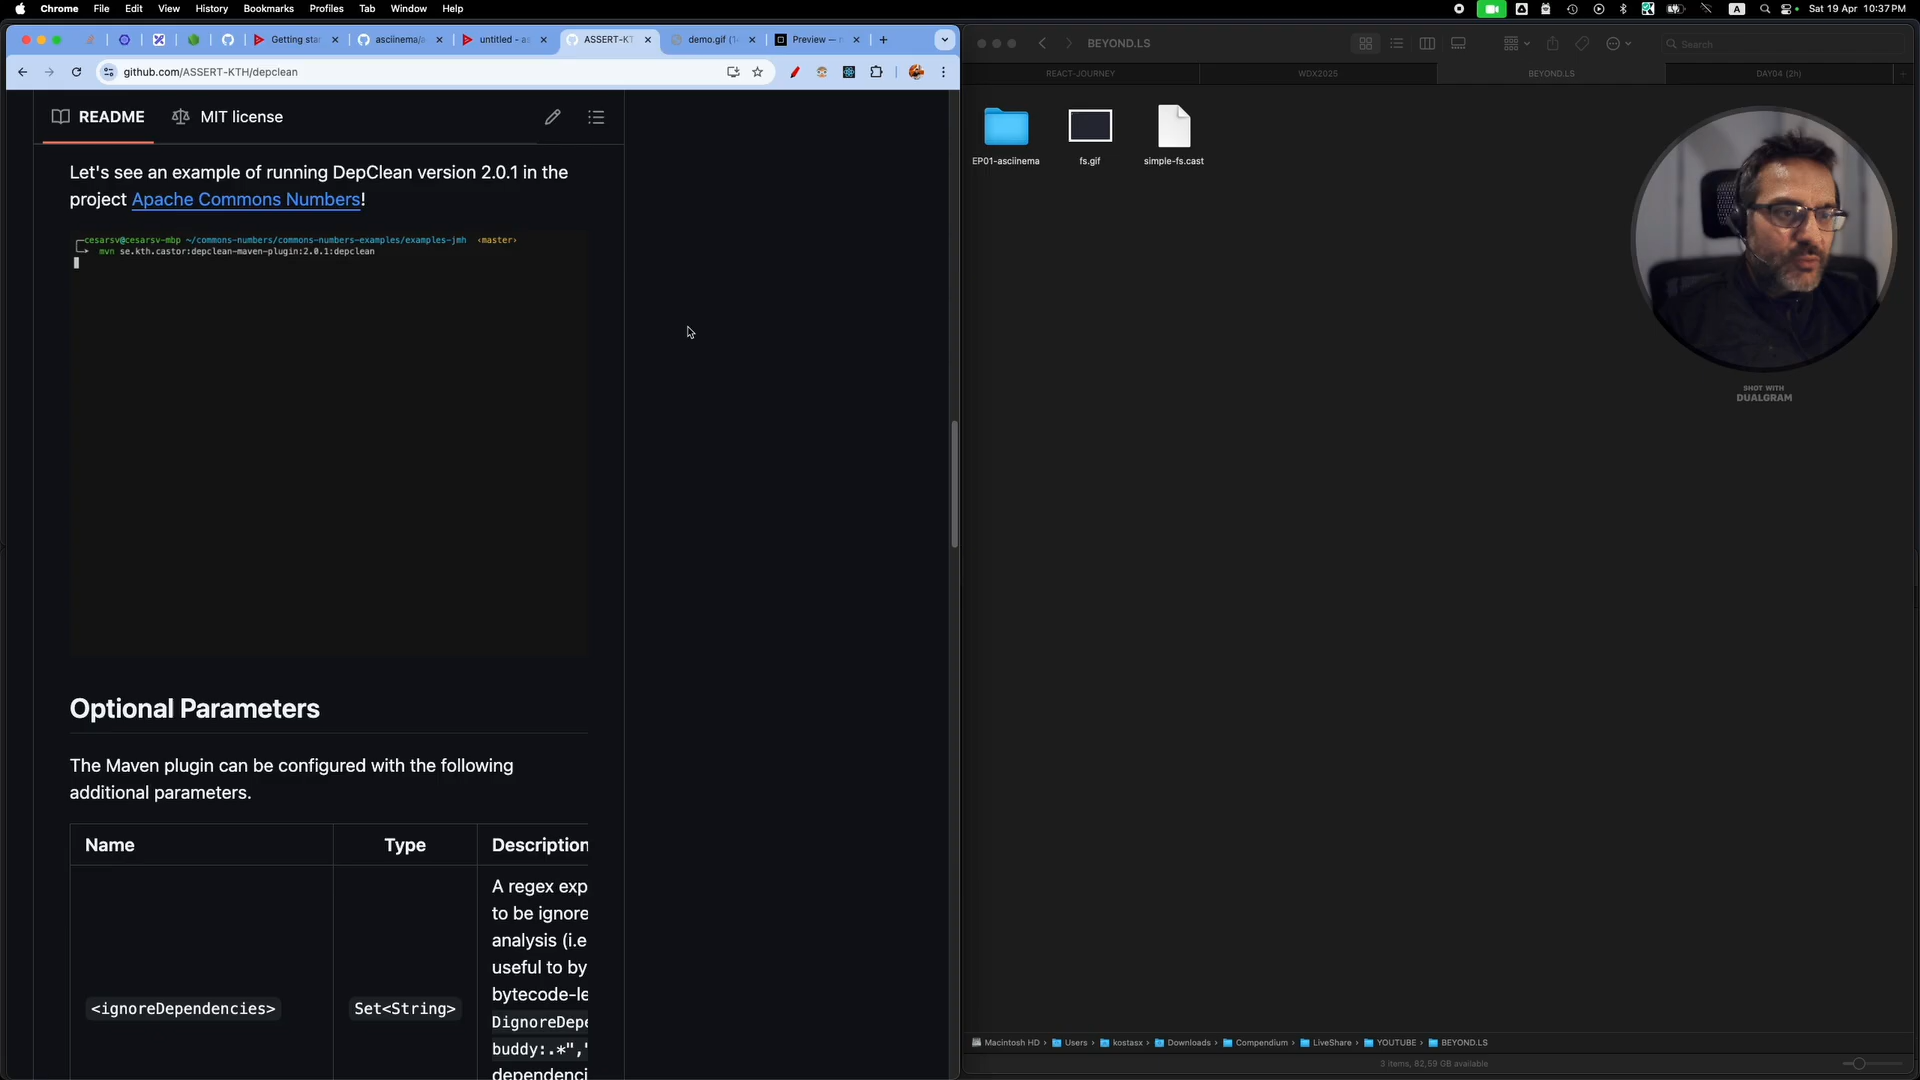 Chrome File Edit View History Bookmarks Profiles Tab Window Help
A
Sat 19 Apr 10:37 PM
Getting star
asciinema/a
untitled – as
ASSERT-KT
demo.gif (1
Preview — n
github.com/ASSERT-KTH/depclean
README
MIT license
Let's see an example of running DepClean version 2.0.1 in the
project Apache Commons Numbers!
cesarsv@cesarsv-mbp ~/commons-numbers/commons-numbers-examples/examples-jmh ‹master›
mvn se.kth.castor:depclean-maven-plugin:2.0.1:depclean
Optional Parameters
The Maven plugin can be configured with the following
additional parameters.
Name Type Description
<ignoreDependencies> Set<String>
A regex exp
to be ignore
analysis (i.e
useful to by
bytecode-le
DignoreDepe
buddy:.*","
dependenci
BEYOND.LS
Search
REACT-JOURNEY
WDX2025
BEYOND.LS
DAY04 (2h)
EP01-asciinema
fs.gif
simple-fs.cast
SHOT WITH
DUALGRAM
Macintosh HD › Users › kostasx › Downloads › Compendium › LiveShare › YOUTUBE › BEYOND.LS
3 items, 82,59 GB available